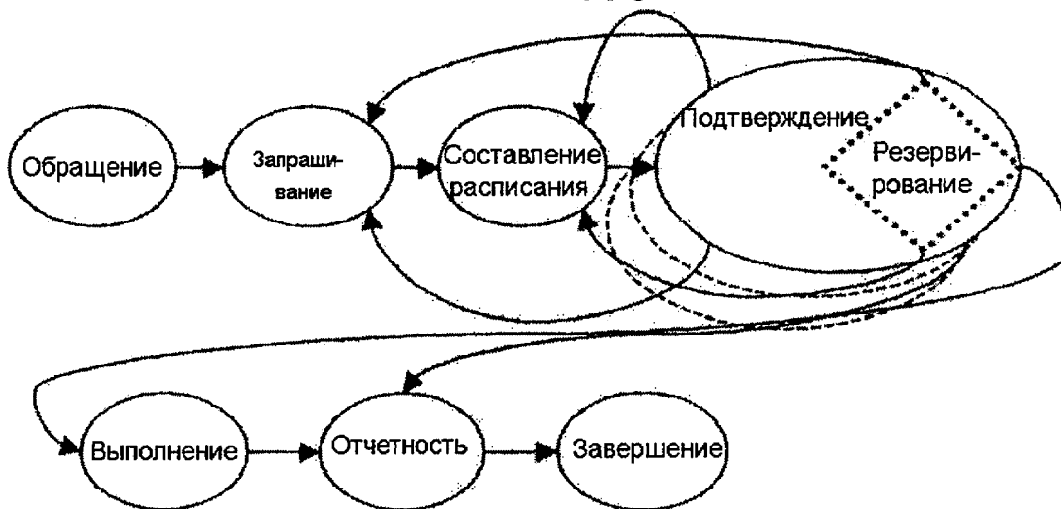 Обращение
Запраши-
вание
Составление
расписания
Подтверждение
Резерви-
рование
Выполнение
Отчетность
Завершение